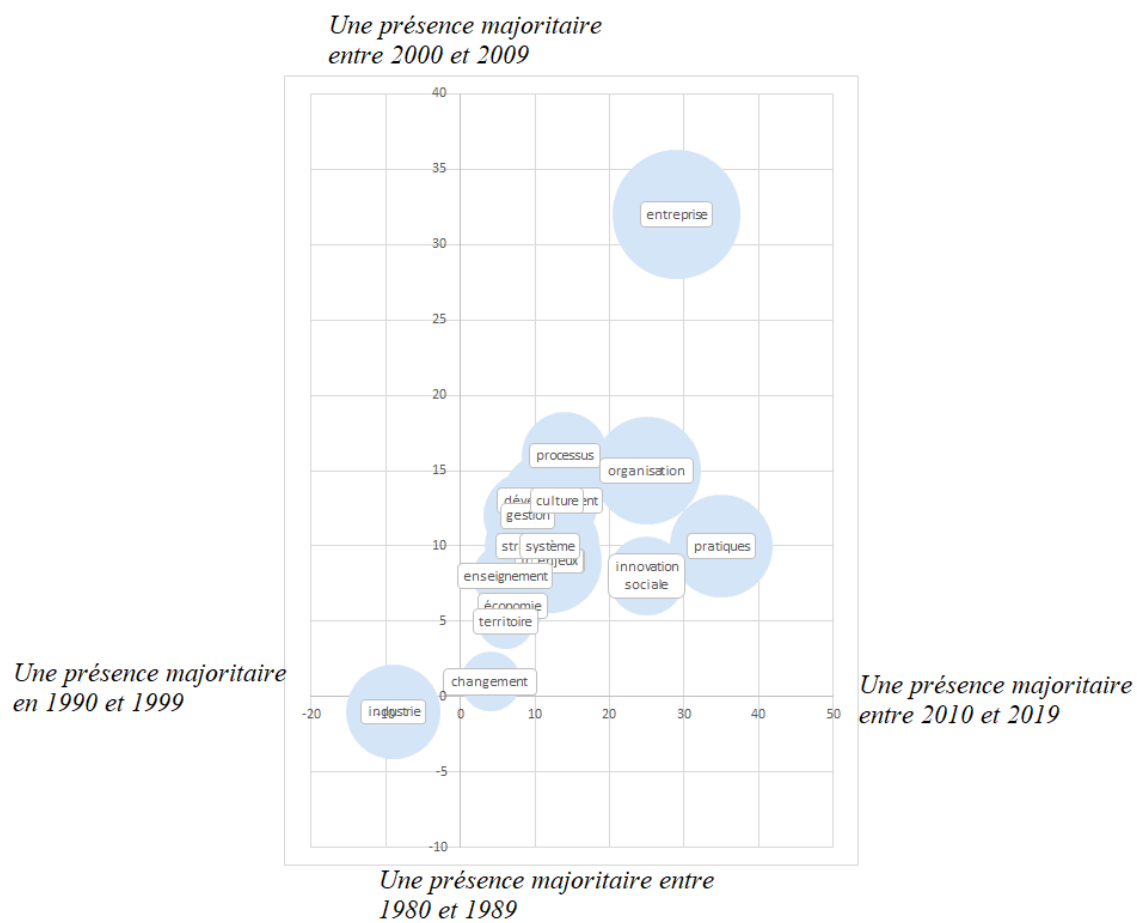 Une présence majoritaire
entre 2000 et 2009
40
35
entreprise
30
25
20
processus
15
organisation
culture
gestion
10
système
pratiques
enjeux
innovation
sociale
enseignement
économie
5
territoire
Une présence majoritaire
en 1990 et 1999
changement
0
Une présence majoritaire
entre 2010 et 2019
-20
-10
0
10
20
30
40
50
industrie
-5
-10
Une présence majoritaire entre
1980 et 1989